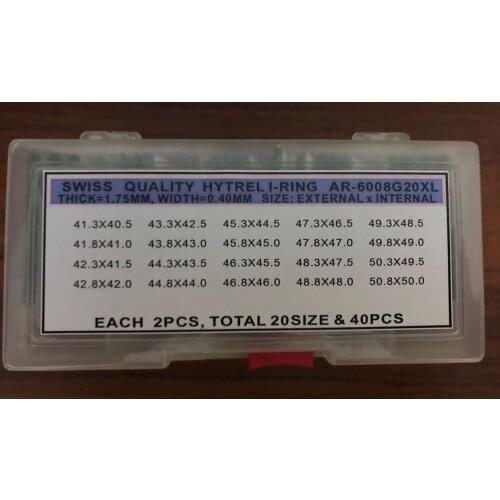 SWISS QUALITY HYTREL I-RING AR-6008G20XL
THICK=1.75MM, WIDTH=0.40MM SIZE: EXTERNAL x INTERNAL
41.3X40.5 43.3X42.5 45.3X44.5 47.3X46.5 49.3X48.5
41.8X41.0 43.8X43.0 45.8X45.0 47.8X47.0 49.8X49.0
42.3X41.5 44.3X43.5 46.3X45.5 48.3X47.5 50.3X49.5
42.8X42.0 44.8X44.0 46.8X46.0 48.8X48.0 50.8X50.0
EACH 2PCS, TOTAL 20SIZE & 40PCS